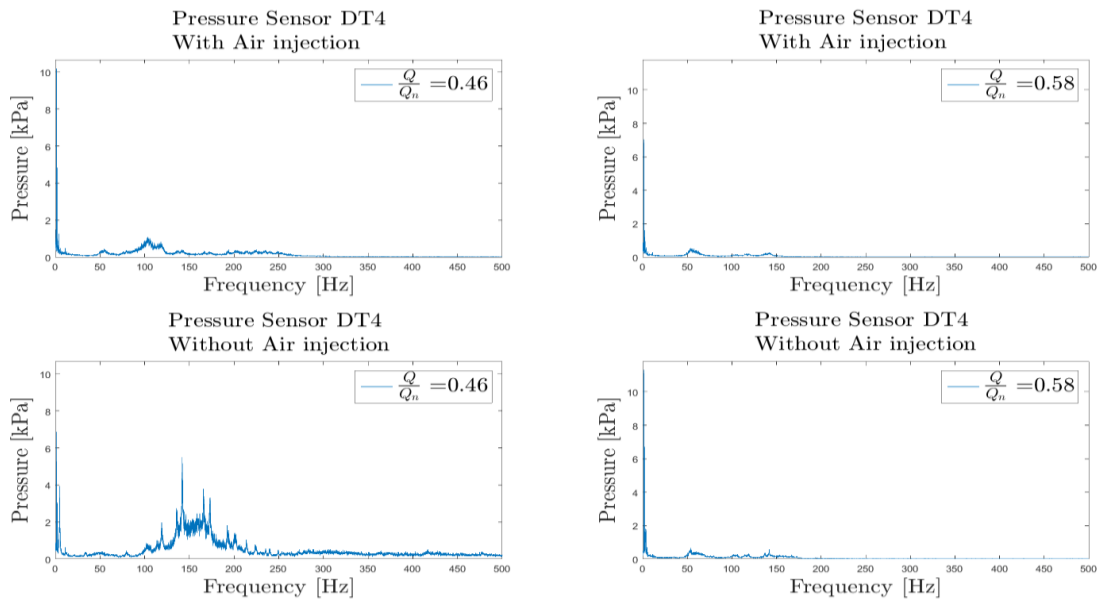 Pressure Sensor DT4
With Air injection
Pressure [kPa]
10
8
6
4
2
0
Q/Qn =0.46
0 50 100 150 200 250 300 350 400 450 500
Frequency [Hz]
Pressure Sensor DT4
With Air injection
Pressure [kPa]
10
8
6
4
2
0
Q/Qn =0.58
0 50 100 150 200 250 300 350 400 450 500
Frequency [Hz]
Pressure Sensor DT4
Without Air injection
Pressure [kPa]
10
8
6
4
2
0
Q/Qn =0.46
0 50 100 150 200 250 300 350 400 450 500
Frequency [Hz]
Pressure Sensor DT4
Without Air injection
Pressure [kPa]
10
8
6
4
2
0
Q/Qn =0.58
0 50 100 150 200 250 300 350 400 450 500
Frequency [Hz]